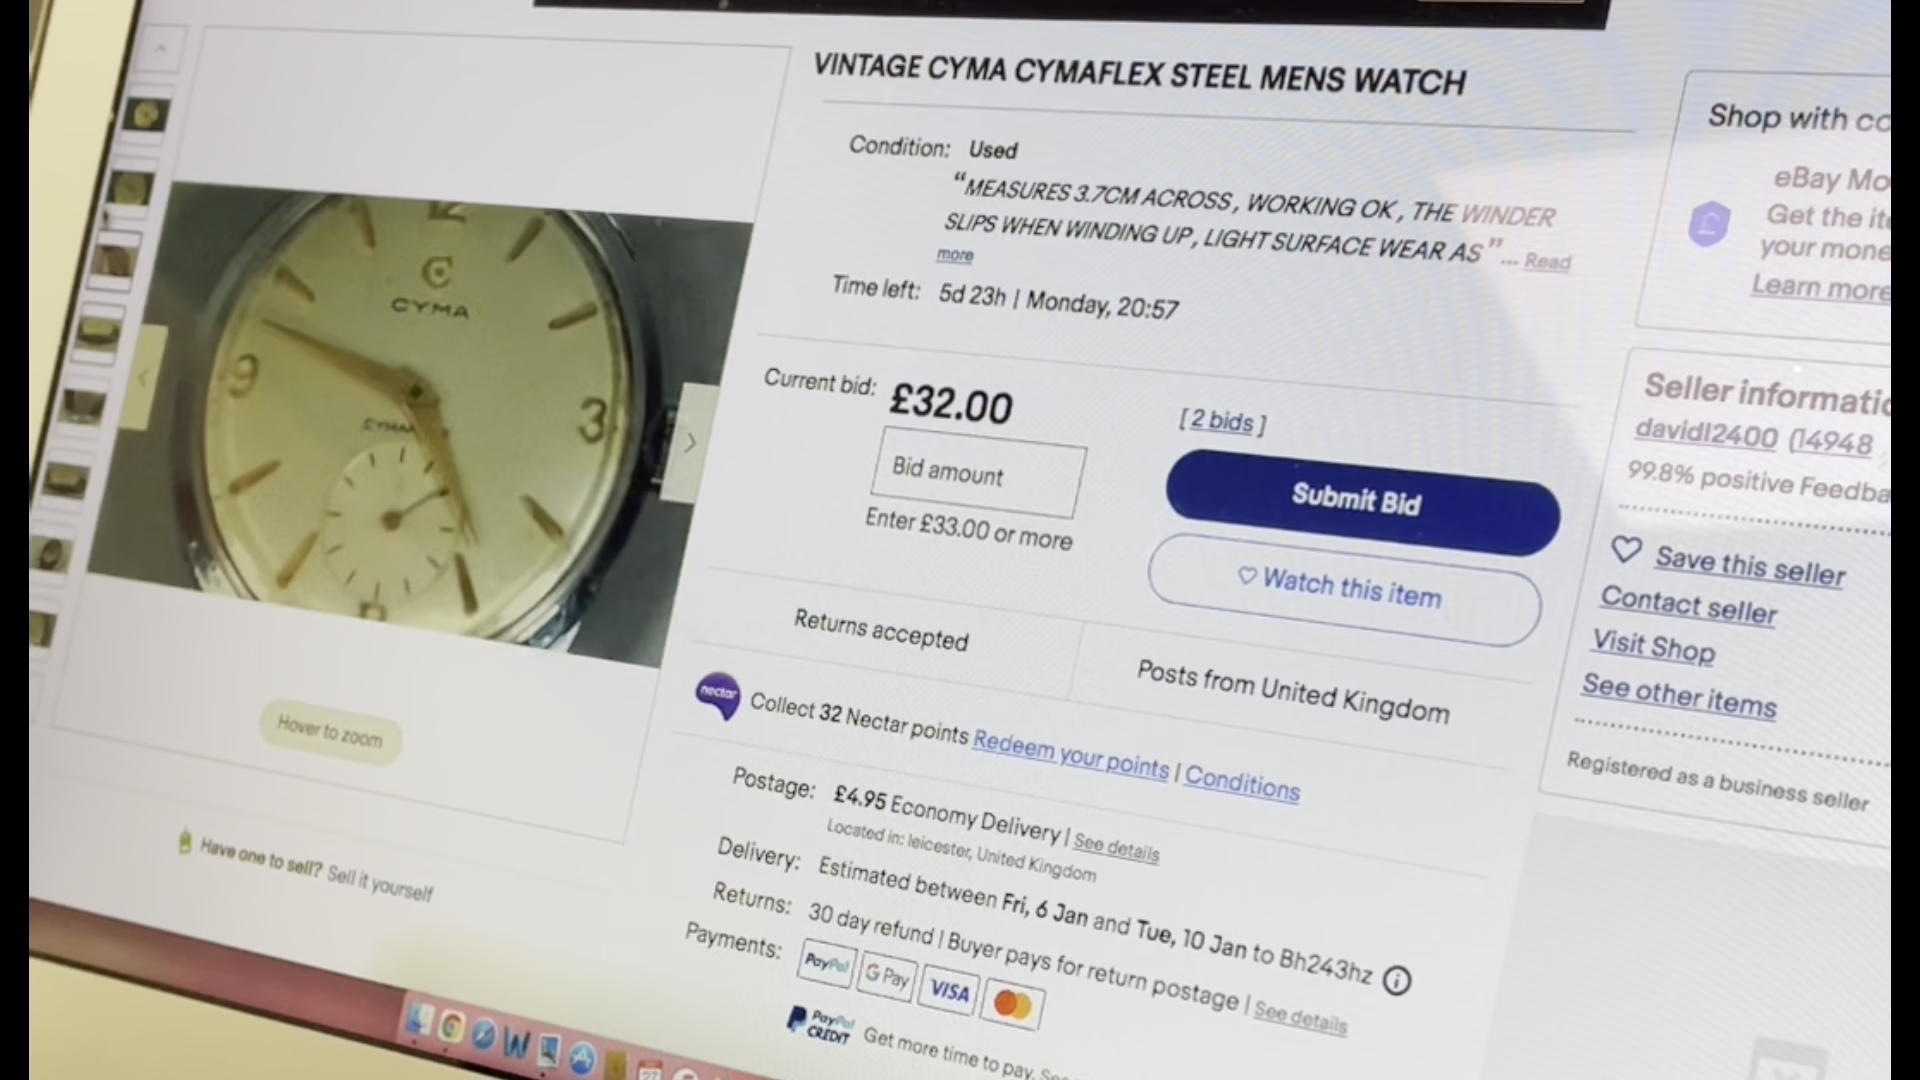 VINTAGE CYMA CYMAFLEX STEEL MENS WATCH
Condition: Used
“MEASURES 3.7CM ACROSS, WORKING OK, THE WINDER
SLIPS WHEN WINDING UP, LIGHT SURFACE WEAR AS” ... Read
more
Time left: 5d 23h | Monday, 20:57
Current bid: £32.00
[ 2 bids ]
Bid amount
Submit Bid
Enter £33.00 or more
Watch this item
Returns accepted
Posts from United Kingdom
nectar
Collect 32 Nectar points Redeem your points | Conditions
Postage: £4.95 Economy Delivery | See details
Located in: leicester, United Kingdom
Delivery: Estimated between Fri, 6 Jan and Tue, 10 Jan to Bh243hz
Returns: 30 day refund | Buyer pays for return postage | See details
Payments: PayPal G Pay VISA
PayPal
CREDIT
Get more time to pay.
12
CYMA
9
3
Hover to zoom
Have one to sell? Sell it yourself
Shop with
eBay
Get the
your
Learn more
Seller
davidl2400 (14948
99.8% positive
Save this seller
Contact seller
Visit Shop
See other items
Registered as a business seller
27